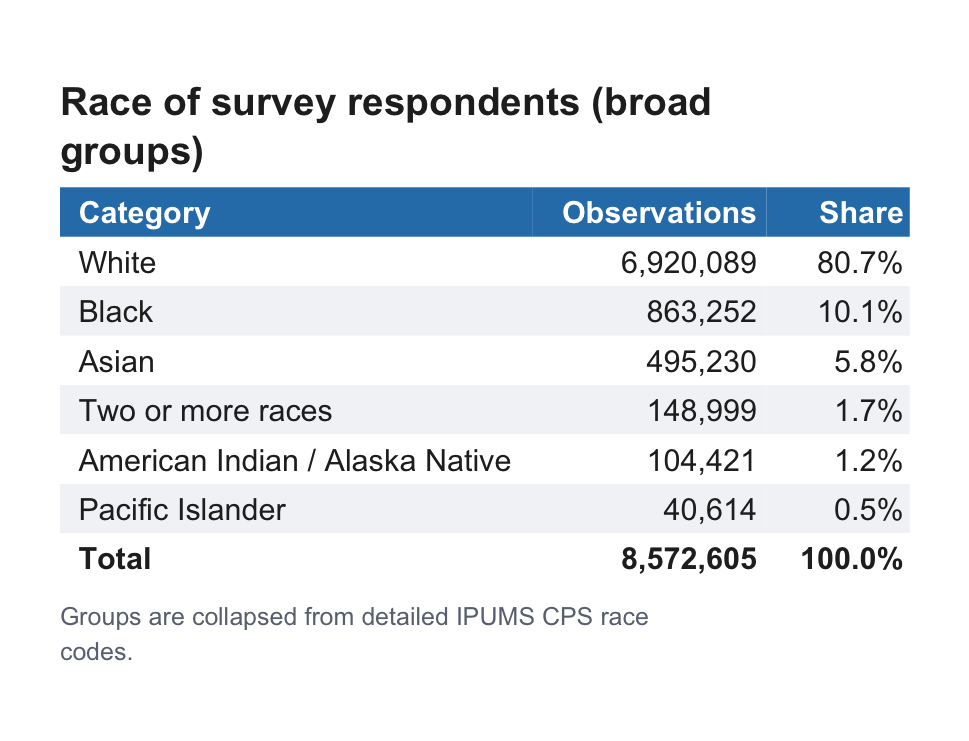 Race of survey respondents (broad
groups)
Category Observations Share
White 6,920,089 80.7%
Black 863,252 10.1%
Asian 495,230 5.8%
Two or more races 148,999 1.7%
American Indian / Alaska Native 104,421 1.2%
Pacific Islander 40,614 0.5%
Total 8,572,605 100.0%
Groups are collapsed from detailed IPUMS CPS race
codes.